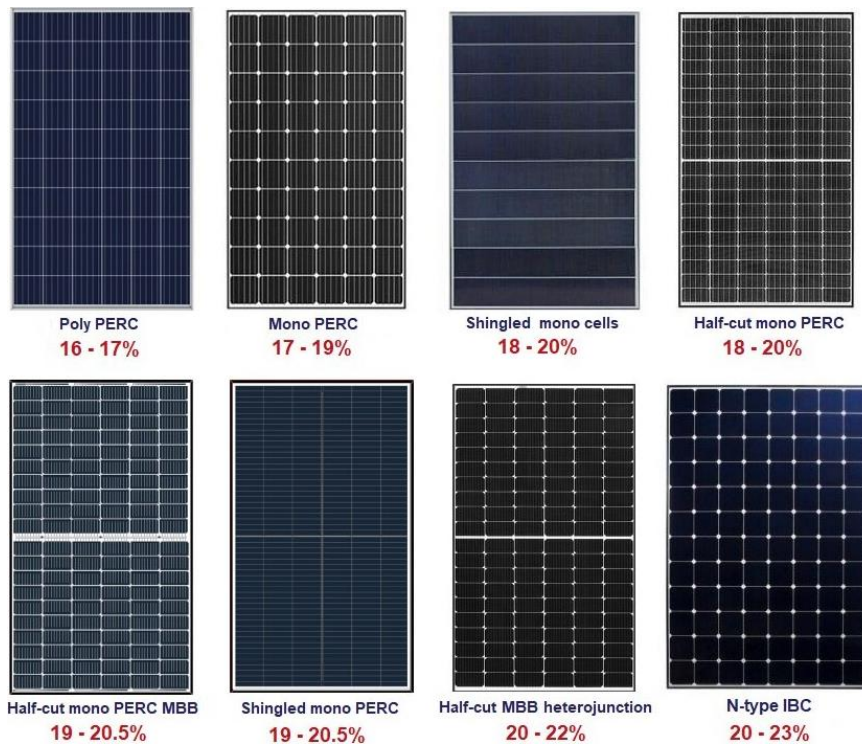 Poly PERC
16 - 17%
Mono PERC
17 - 19%
Shingled mono cells
18 - 20%
Half-cut mono PERC
18 - 20%
Half-cut mono PERC MBB
19 - 20.5%
Shingled mono PERC
19 - 20.5%
Half-cut MBB heterojunction
20 - 22%
N-type IBC
20 - 23%